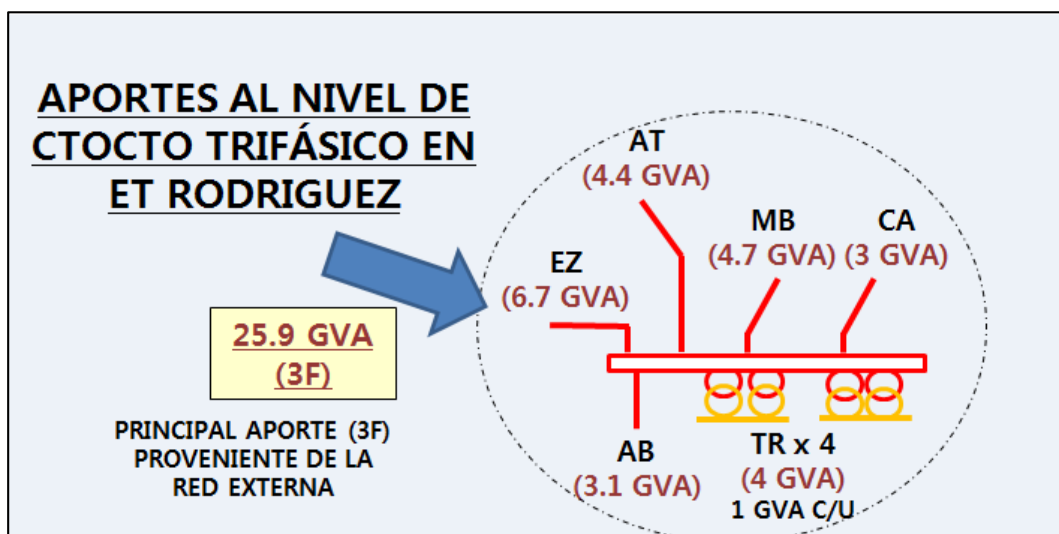 APORTES AL NIVEL DE
CTOCTO TRIFÁSICO EN
ET RODRIGUEZ
25.9 GVA
(3F)
PRINCIPAL APORTE (3F)
PROVENIENTE DE LA
RED EXTERNA
AT
(4.4 GVA)
MB
(4.7 GVA)
CA
(3 GVA)
EZ
(6.7 GVA)
AB
(3.1 GVA)
TR x 4
(4 GVA)
1 GVA C/U